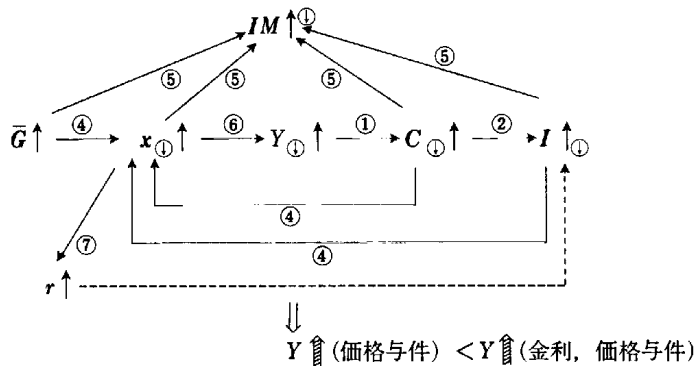 IM↑↓
⑤ ⑤ ⑤ ⑤
G̅↑ ④ x↓↑ ⑥ Y↓↑ ① C↓↑ ② I↑↓
④
⑦ ④
r↑
Y⇑(価格与件)<Y⇑(金利,価格与件)